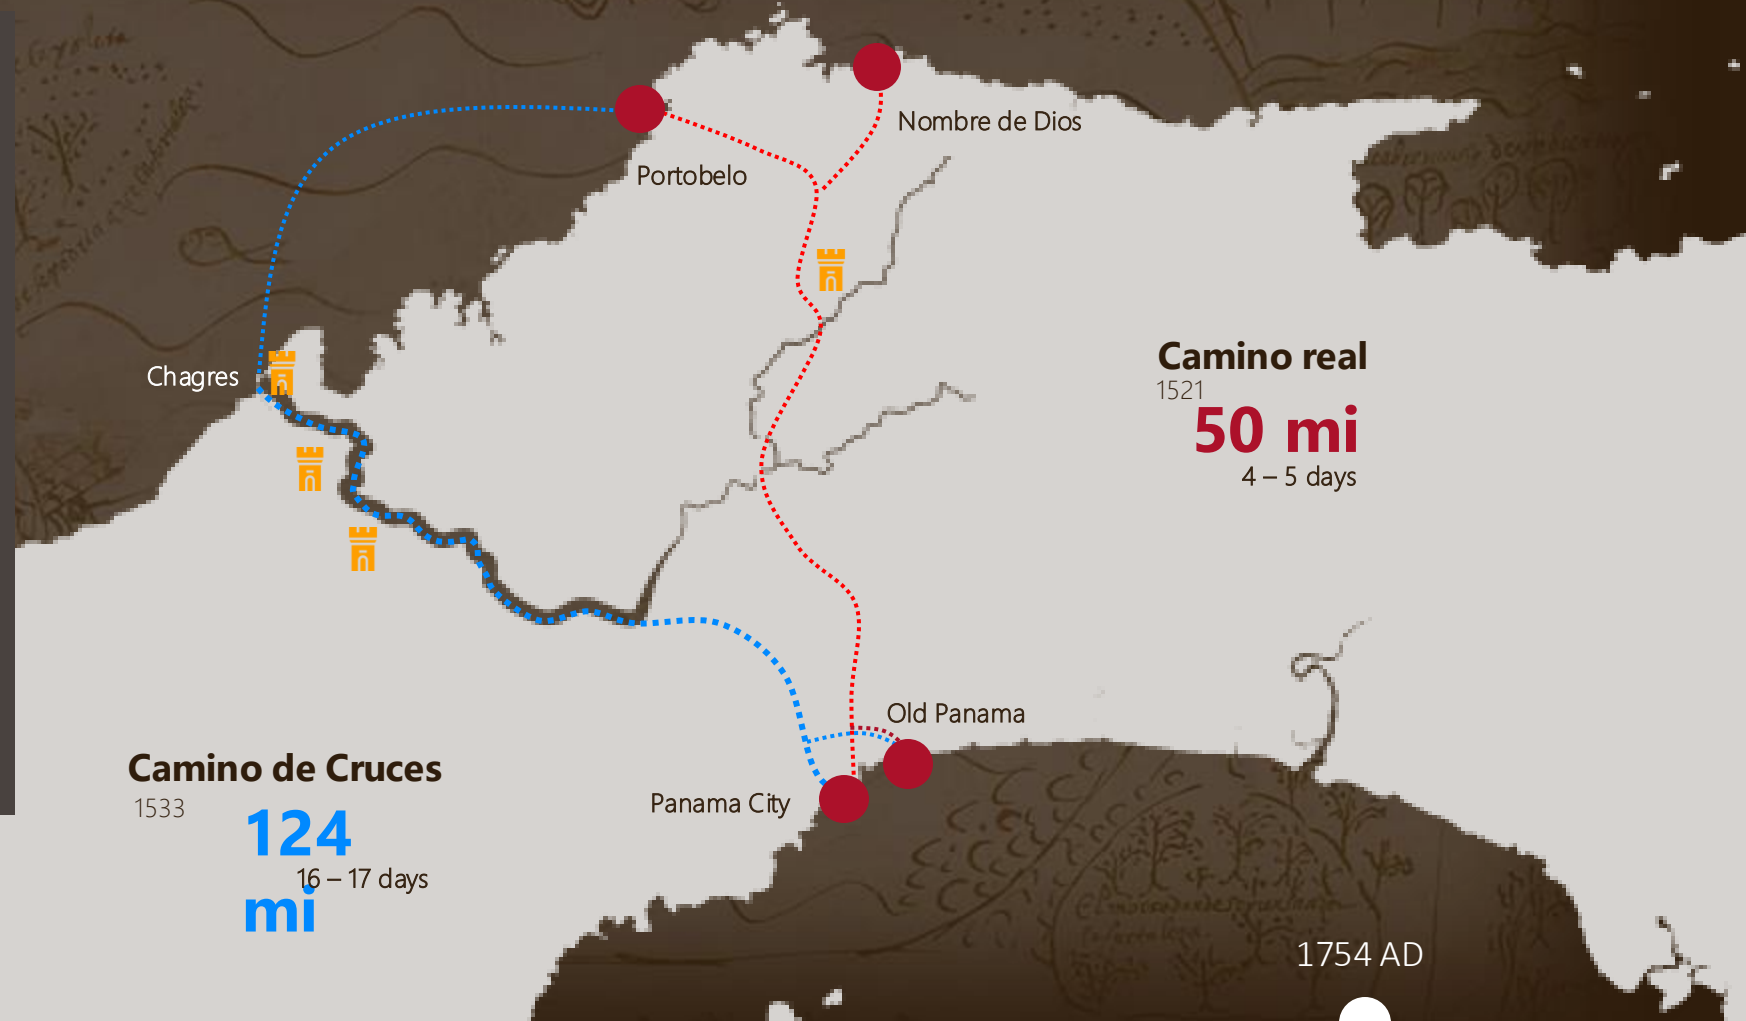 Nombre de Dios
Portobelo
Chagres
Camino real
1521
50 mi
4 – 5 days
Old Panama
Camino de Cruces
1533
Panama City
124
16 – 17 days
mi
1754 AD